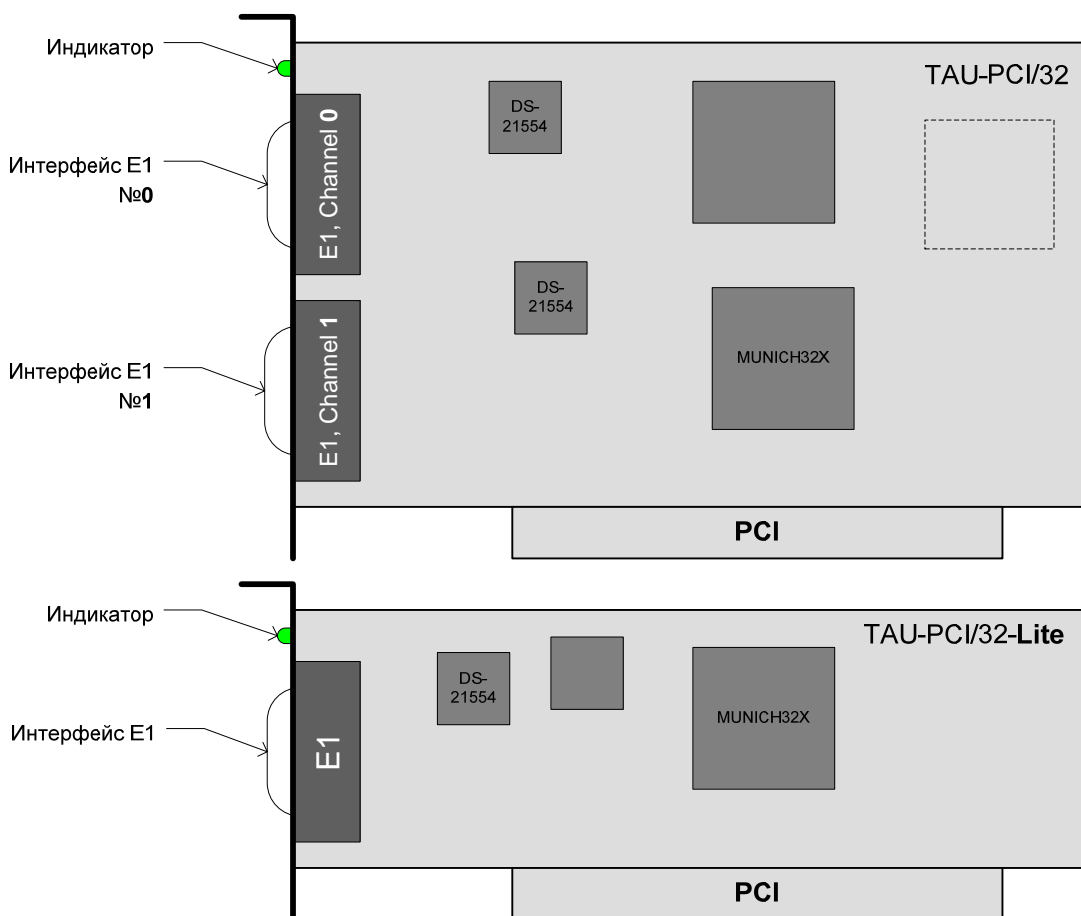 Индикатор
TAU-PCI/32
DS-
21554
E1, Channel 0
Интерфейс E1
№0
DS-
21554
MUNICH32X
E1, Channel 1
Интерфейс E1
№1
PCI
Индикатор
TAU-PCI/32-Lite
DS-
21554
MUNICH32X
Интерфейс E1
E1
PCI